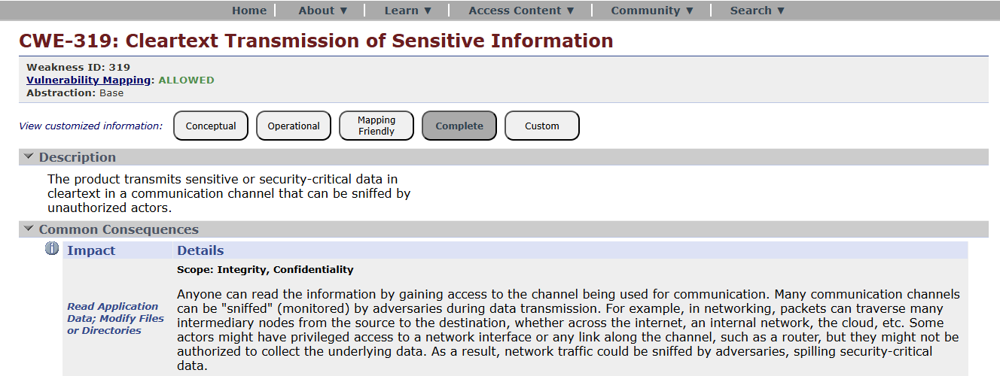 Home About ▼ Learn ▼ Access Content ▼ Community ▼ Search ▼
CWE-319: Cleartext Transmission of Sensitive Information
Weakness ID: 319
Vulnerability Mapping: ALLOWED
Abstraction: Base
View customized information: Conceptual Operational Mapping Friendly Complete Custom
Description
The product transmits sensitive or security-critical data in
cleartext in a communication channel that can be sniffed by
unauthorized actors.
Common Consequences
Impact Details
Scope: Integrity, Confidentiality
Read Application
Data; Modify Files
or Directories
Anyone can read the information by gaining access to the channel being used for communication. Many communication channels
can be "sniffed" (monitored) by adversaries during data transmission. For example, in networking, packets can traverse many
intermediary nodes from the source to the destination, whether across the internet, an internal network, the cloud, etc. Some
actors might have privileged access to a network interface or any link along the channel, such as a router, but they might not be
authorized to collect the underlying data. As a result, network traffic could be sniffed by adversaries, spilling security-critical
data.